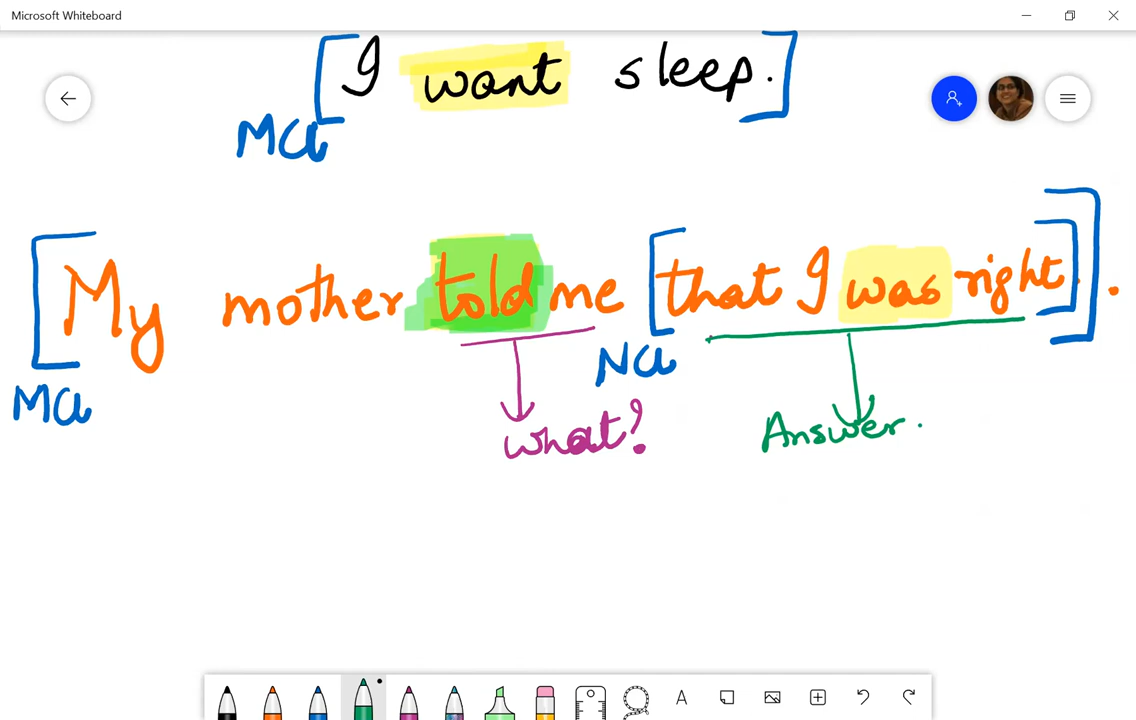 Microsoft Whiteboard
[I want sleep.]
MCl
[My mother told me [that I was right]].
NCl
MCl
What?
Answer.
A